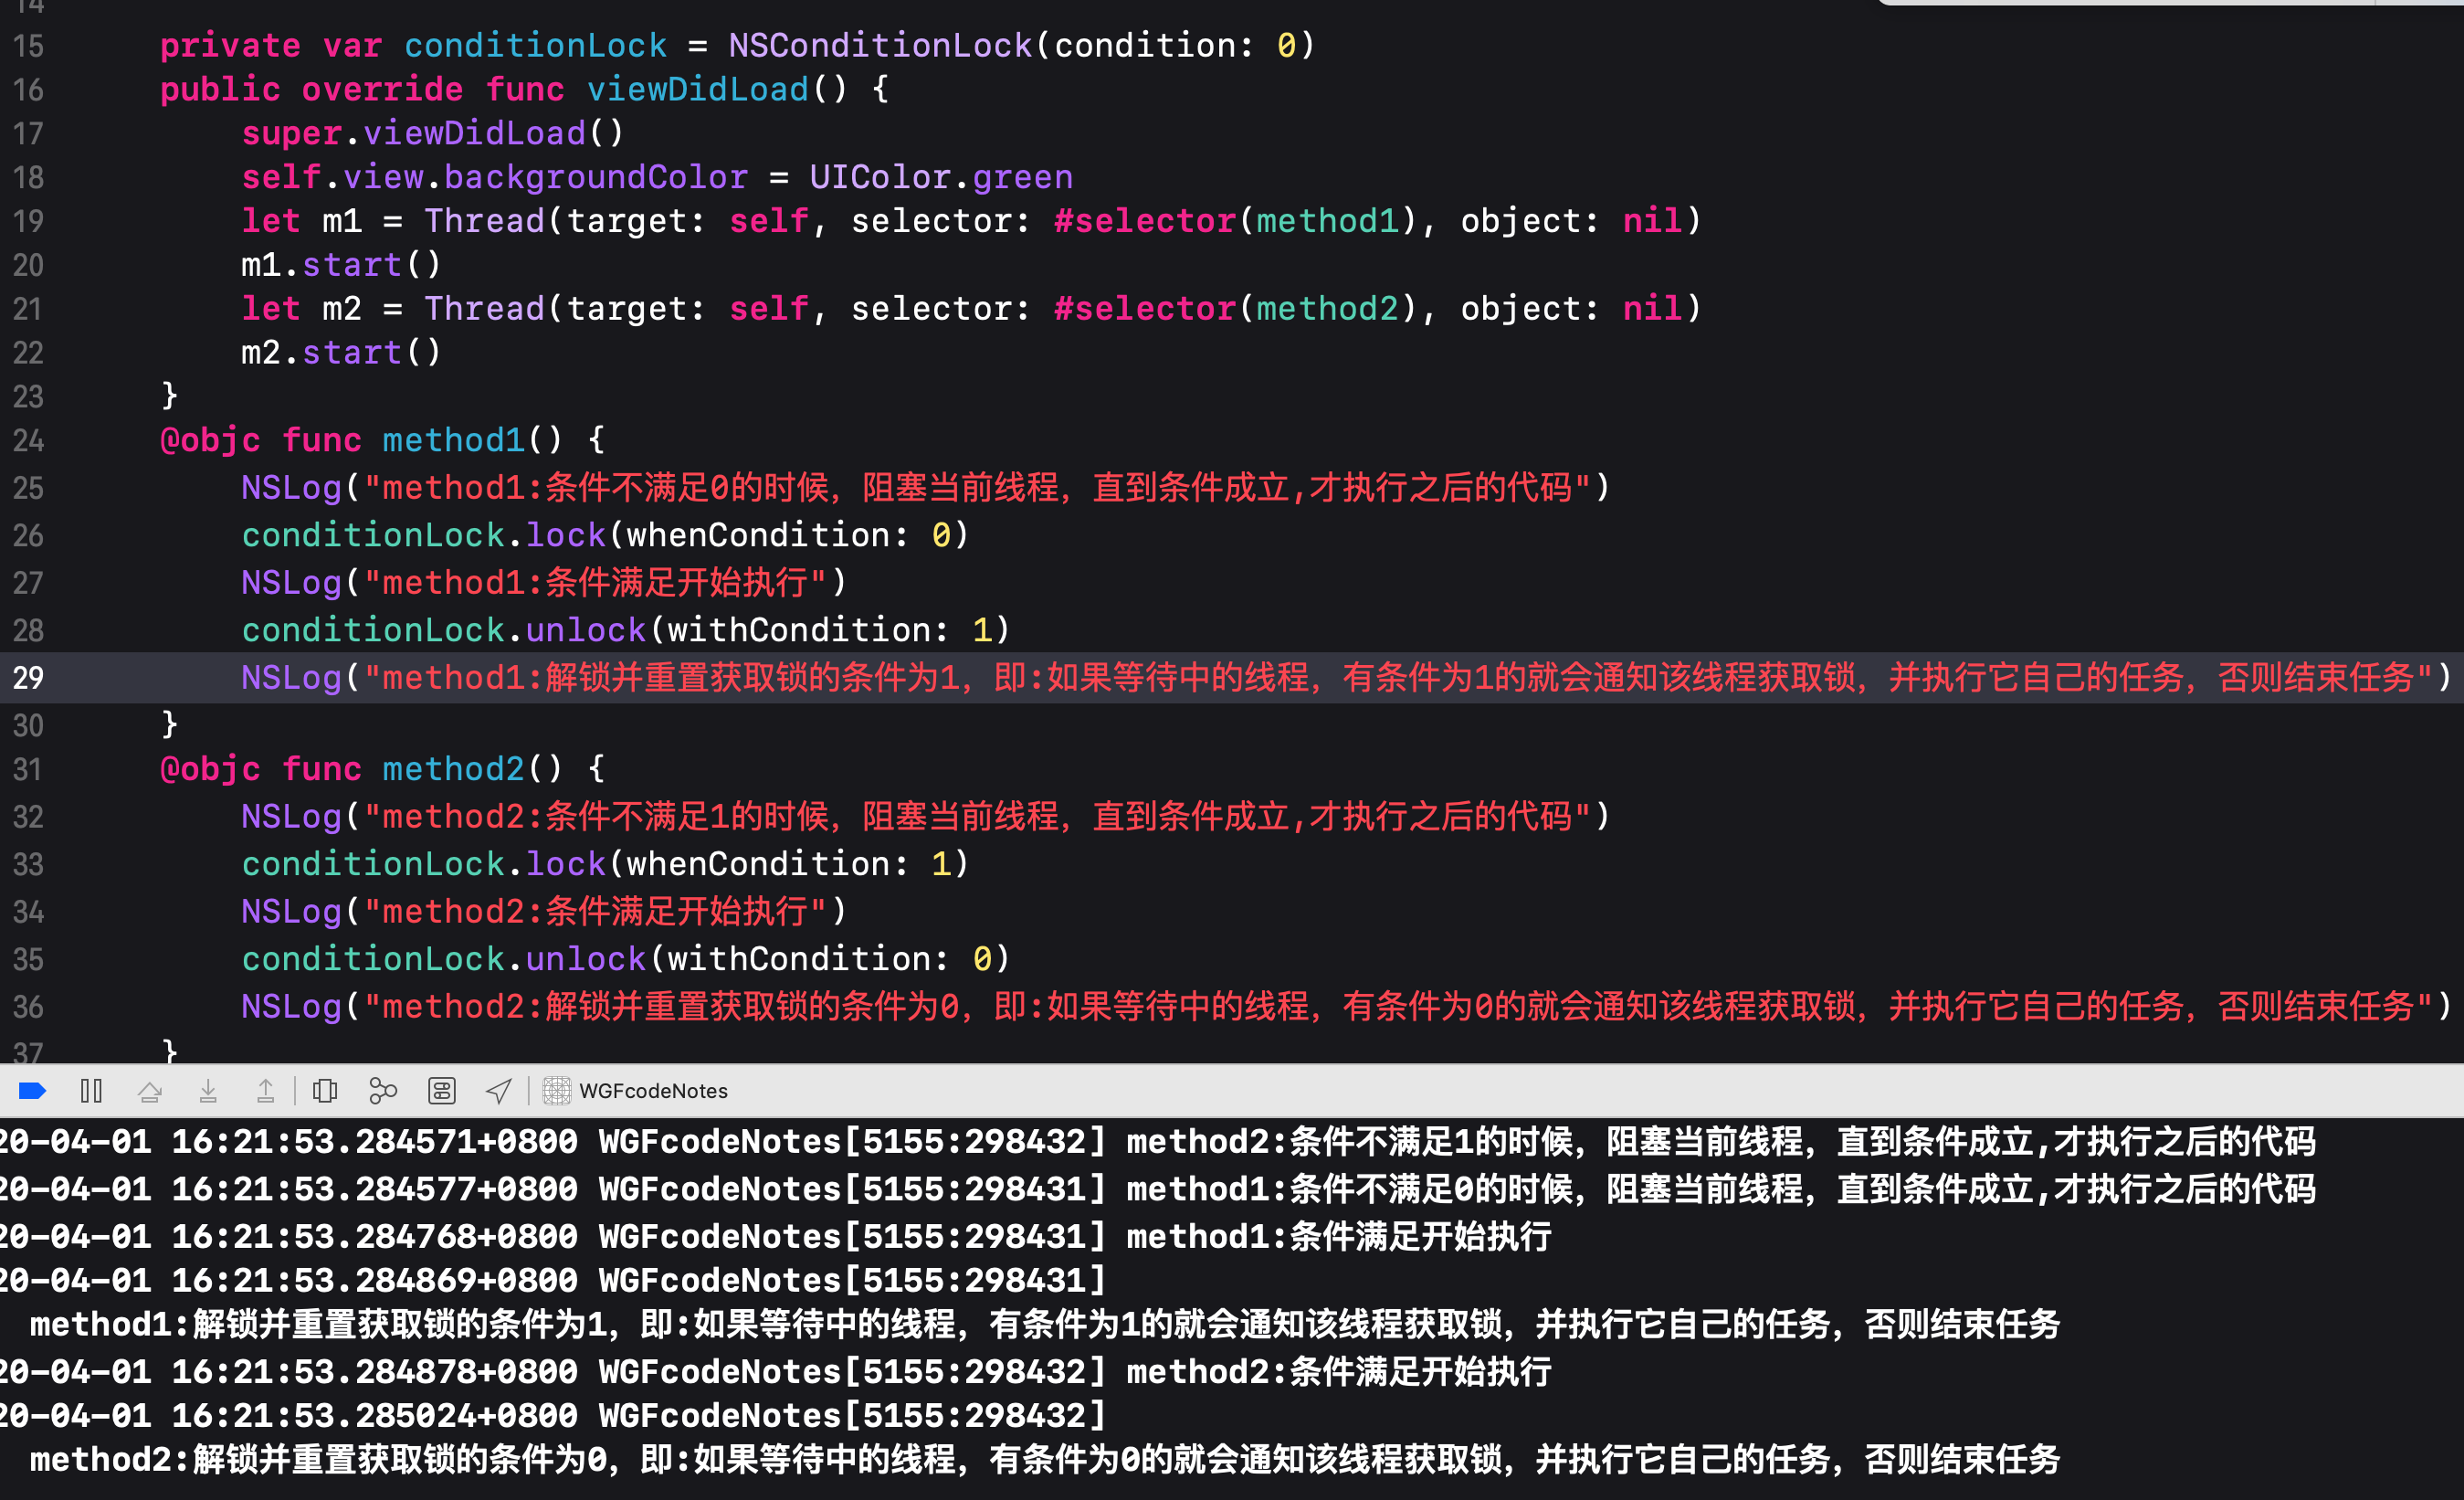 14
15 private var conditionLock = NSConditionLock(condition: 0)
16 public override func viewDidLoad() {
17 super.viewDidLoad()
18 self.view.backgroundColor = UIColor.green
19 let m1 = Thread(target: self, selector: #selector(method1), object: nil)
20 m1.start()
21 let m2 = Thread(target: self, selector: #selector(method2), object: nil)
22 m2.start()
23 }
24 @objc func method1() {
25 NSLog("method1:条件不满足0的时候，阻塞当前线程，直到条件成立,才执行之后的代码")
26 conditionLock.lock(whenCondition: 0)
27 NSLog("method1:条件满足开始执行")
28 conditionLock.unlock(withCondition: 1)
29 NSLog("method1:解锁并重置获取锁的条件为1，即:如果等待中的线程，有条件为1的就会通知该线程获取锁，并执行它自己的任务，否则结束任务")
30 }
31 @objc func method2() {
32 NSLog("method2:条件不满足1的时候，阻塞当前线程，直到条件成立,才执行之后的代码")
33 conditionLock.lock(whenCondition: 1)
34 NSLog("method2:条件满足开始执行")
35 conditionLock.unlock(withCondition: 0)
36 NSLog("method2:解锁并重置获取锁的条件为0，即:如果等待中的线程，有条件为0的就会通知该线程获取锁，并执行它自己的任务，否则结束任务")
37 }
WGFcodeNotes
20-04-01 16:21:53.284571+0800 WGFcodeNotes[5155:298432] method2:条件不满足1的时候，阻塞当前线程，直到条件成立,才执行之后的代码
20-04-01 16:21:53.284577+0800 WGFcodeNotes[5155:298431] method1:条件不满足0的时候，阻塞当前线程，直到条件成立,才执行之后的代码
20-04-01 16:21:53.284768+0800 WGFcodeNotes[5155:298431] method1:条件满足开始执行
20-04-01 16:21:53.284869+0800 WGFcodeNotes[5155:298431]
method1:解锁并重置获取锁的条件为1，即:如果等待中的线程，有条件为1的就会通知该线程获取锁，并执行它自己的任务，否则结束任务
20-04-01 16:21:53.284878+0800 WGFcodeNotes[5155:298432] method2:条件满足开始执行
20-04-01 16:21:53.285024+0800 WGFcodeNotes[5155:298432]
method2:解锁并重置获取锁的条件为0，即:如果等待中的线程，有条件为0的就会通知该线程获取锁，并执行它自己的任务，否则结束任务